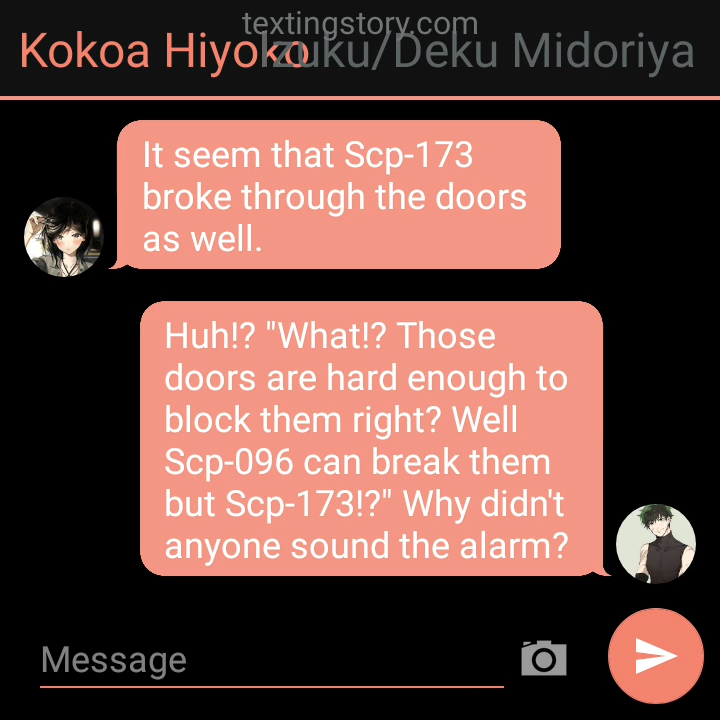 textingstory.com
Kokoa Hiyoko Izuku/Deku Midoriya
It seem that Scp-173
broke through the doors
as well.
Huh!? "What!? Those
doors are hard enough to
block them right? Well
Scp-096 can break them
but Scp-173!?" Why didn't
anyone sound the alarm?
Message